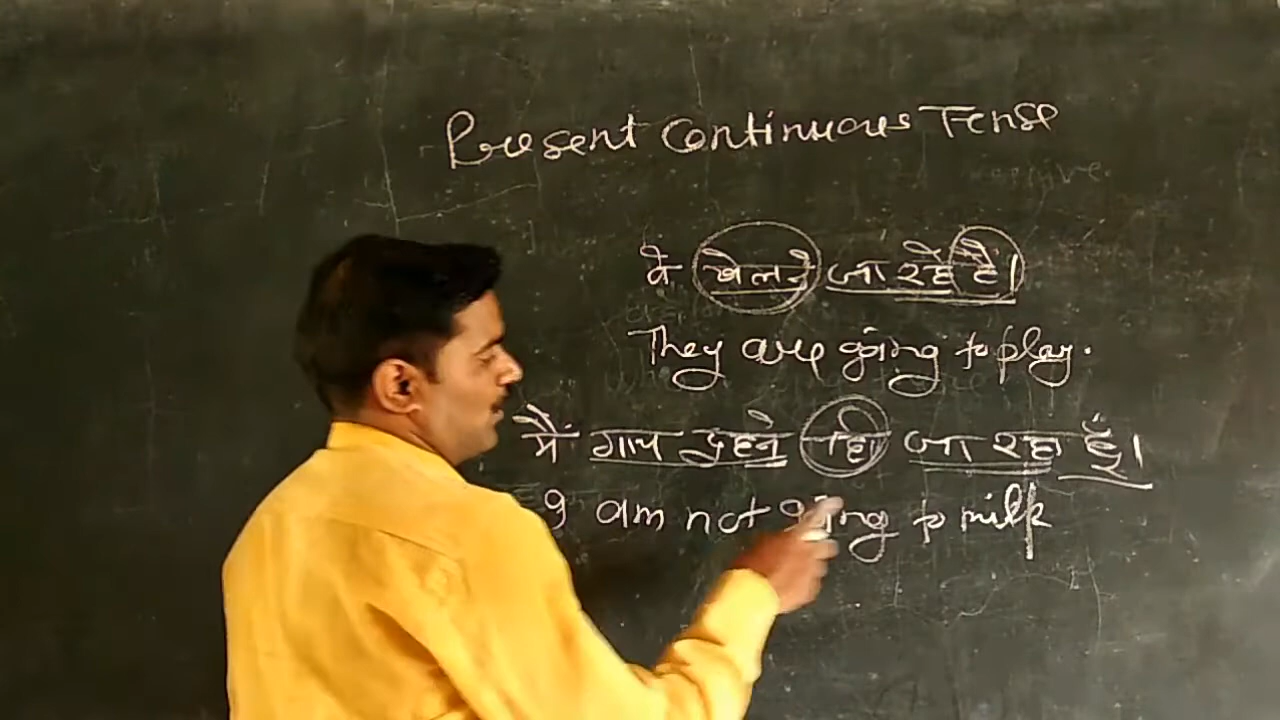 Present Continuous Tense
वे खेलने जा रहे हैं।
They are going to play.
मैं गाय दुहने नहीं जा रहा हूँ।
I am not going to milk